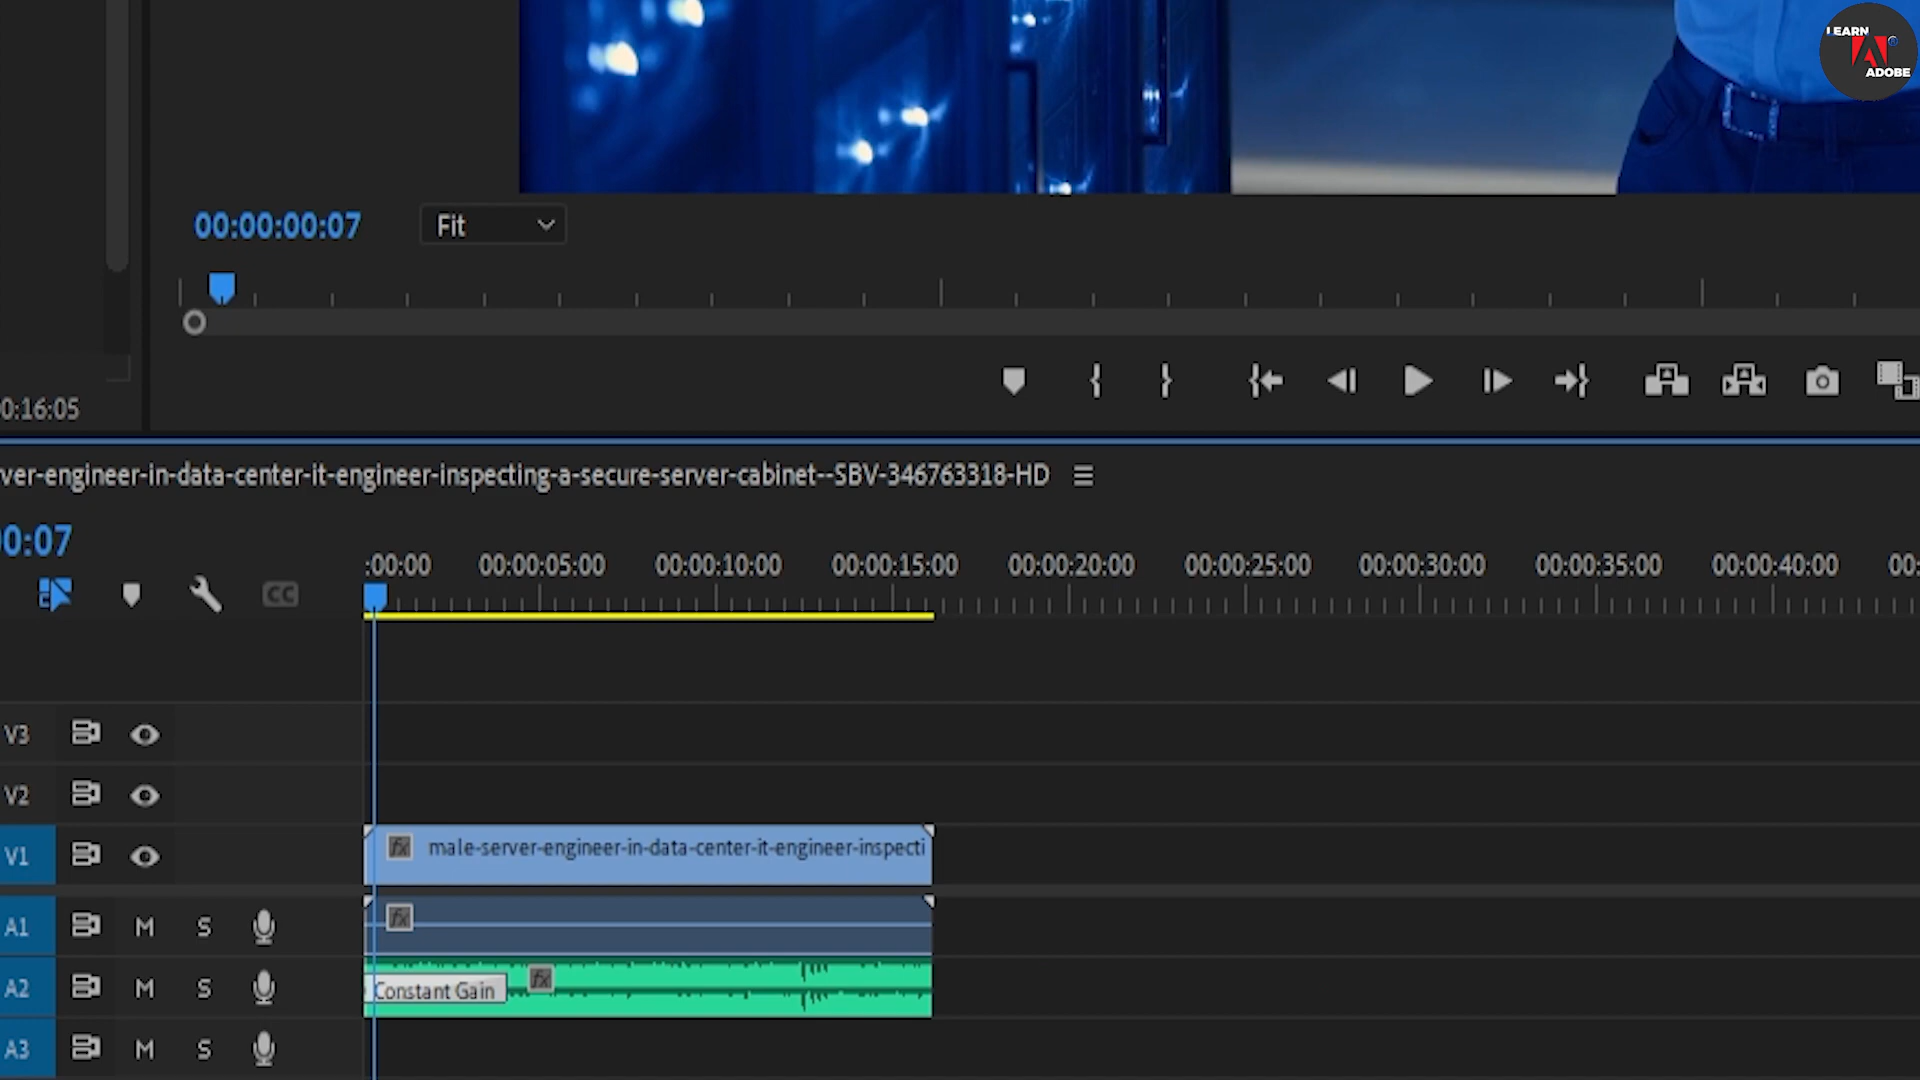 LEARN
ADOBE
00:00:00:07
Fit
0:16:05
ver-engineer-in-data-center-it-engineer-inspecting-a-secure-server-cabinet--SBV-346763318-HD
00:07
:00:00 00:00:05:00 00:00:10:00 00:00:15:00 00:00:20:00 00:00:25:00 00:00:30:00 00:00:35:00 00:00:40:00 00:
CC
V3
V2
V1
fx male-server-engineer-in-data-center-it-engineer-inspecti
A1 M S fx
A2 M S Constant Gain fx
A3 M S